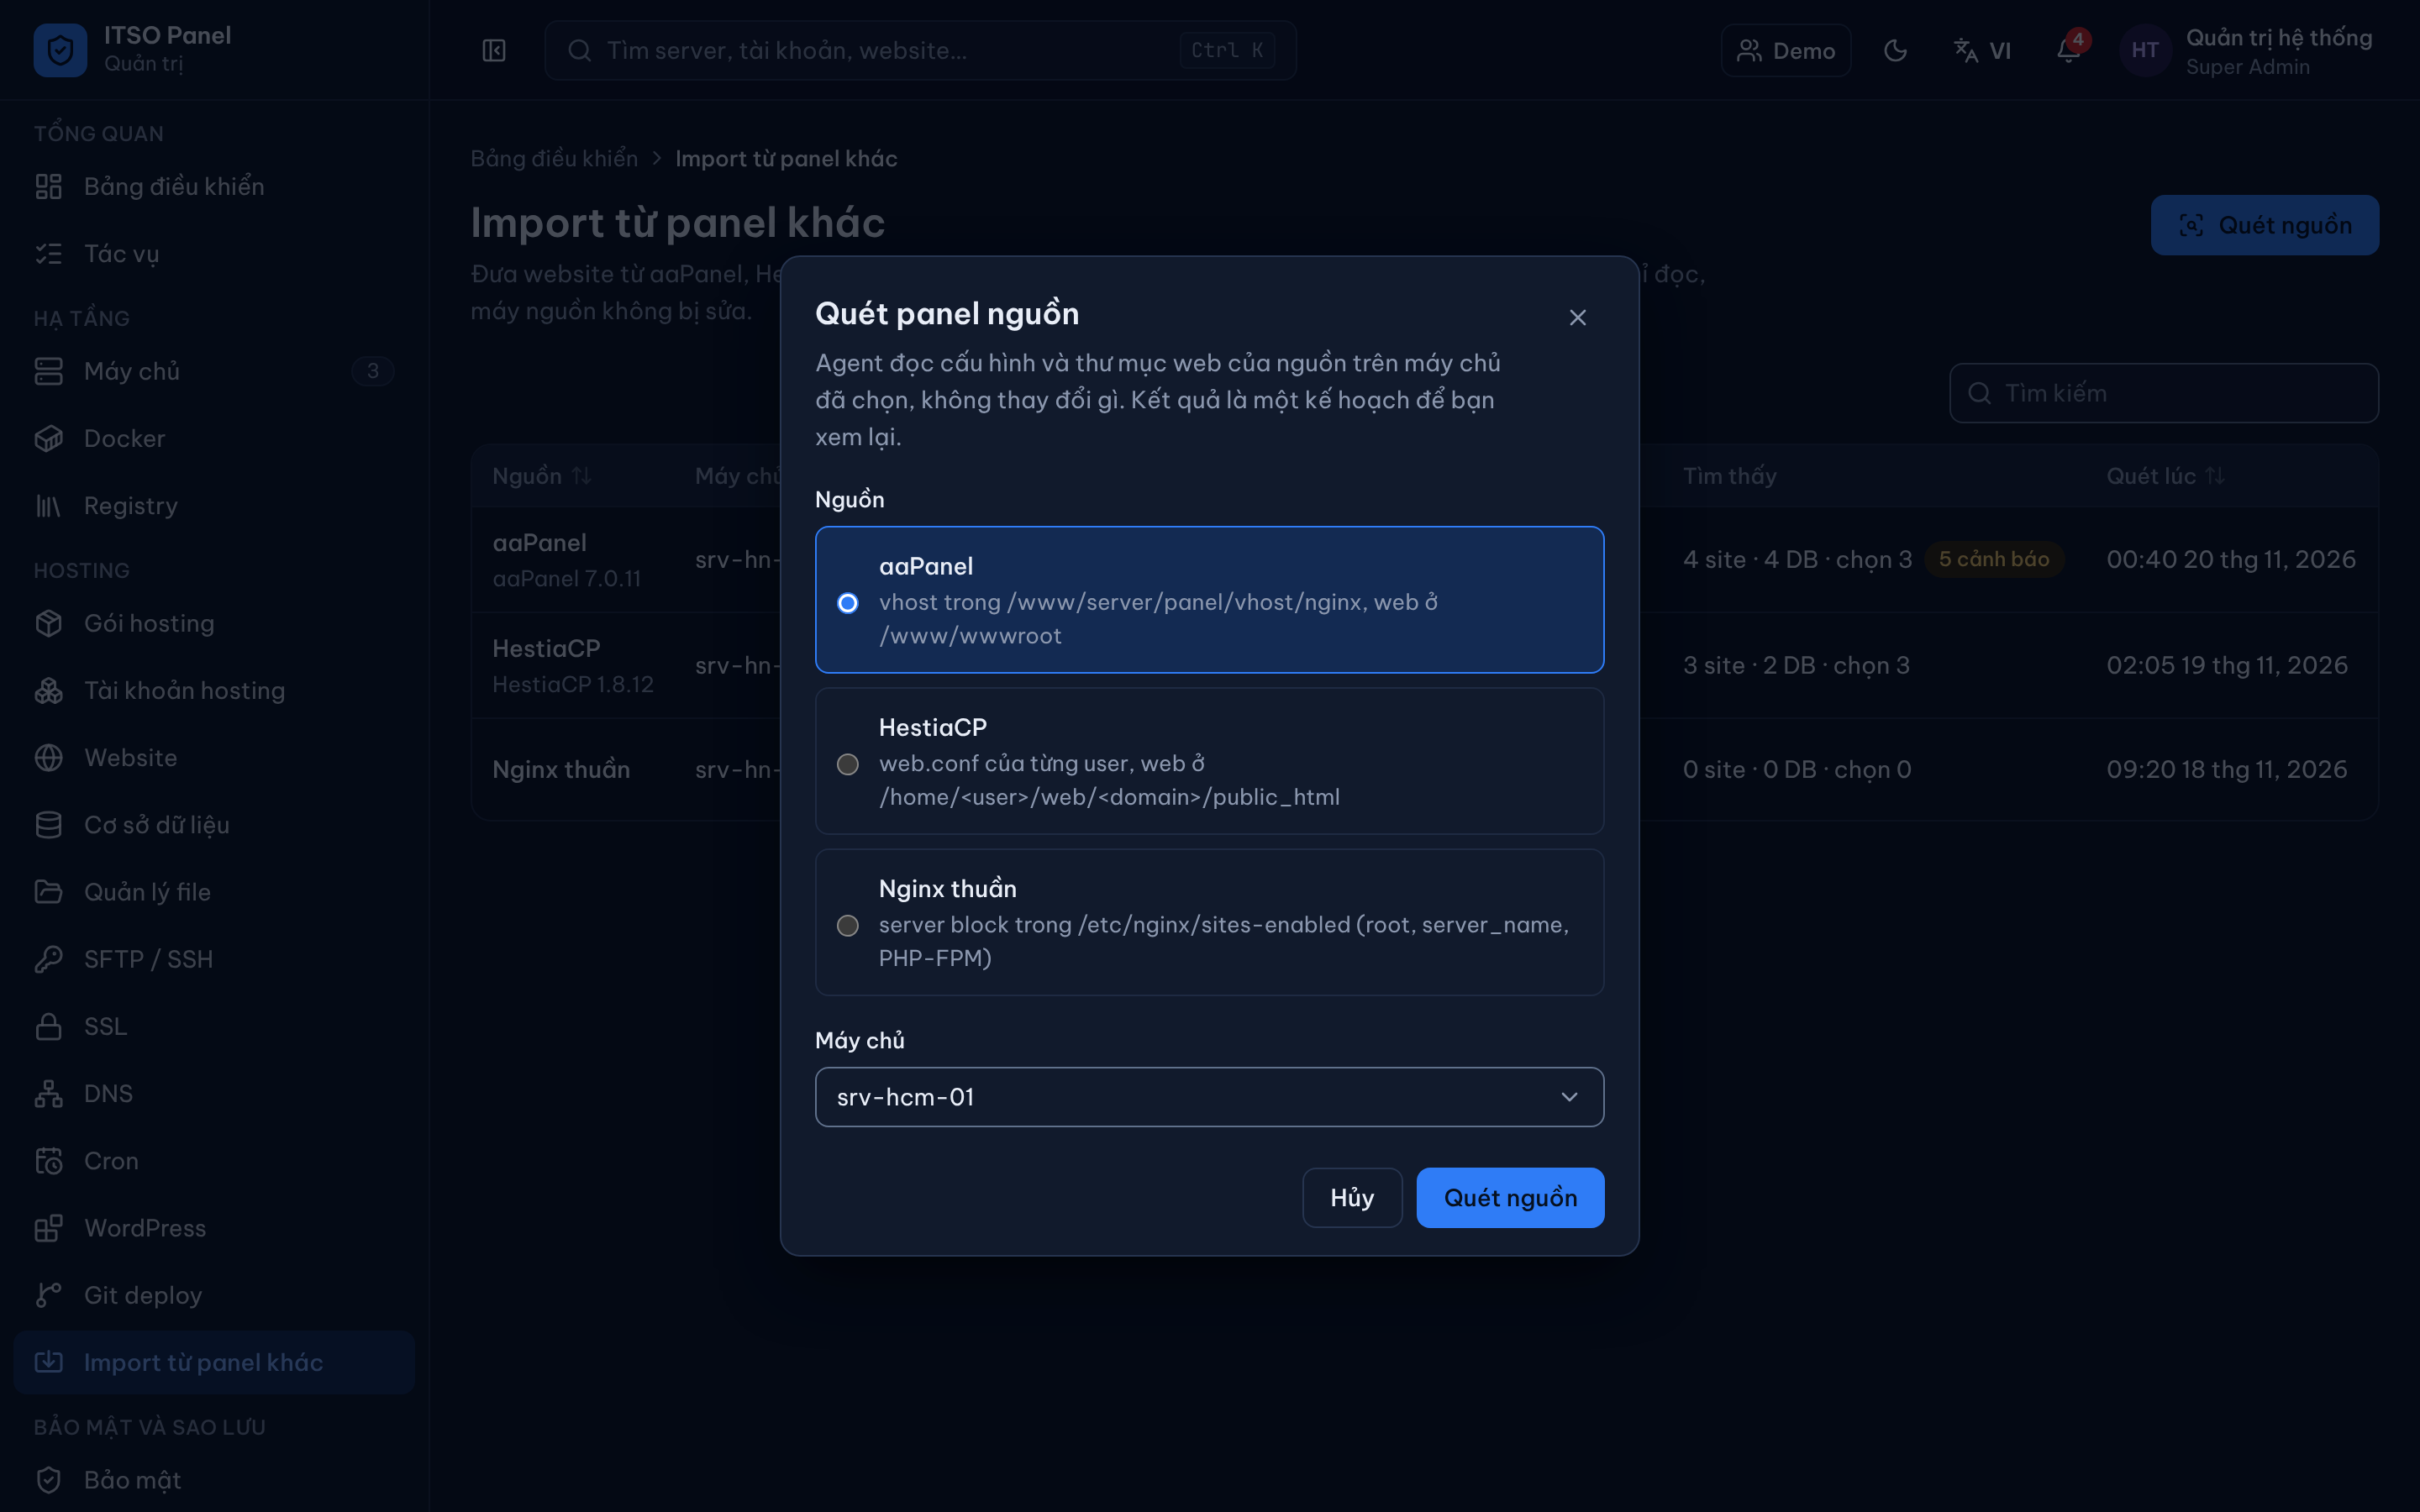 ITSO Panel
Quản trị
Tìm server, tài khoản, website...
Ctrl K
Demo
VI
4
HT
Quản trị hệ thống
Super Admin
TỔNG QUAN
Bảng điều khiển
Tác vụ
HẠ TẦNG
Máy chủ
3
Docker
Registry
HOSTING
Gói hosting
Tài khoản hosting
Website
Cơ sở dữ liệu
Quản lý file
SFTP / SSH
SSL
DNS
Cron
WordPress
Git deploy
Import từ panel khác
BẢO MẬT VÀ SAO LƯU
Bảo mật
Bảng điều khiển > Import từ panel khác
Import từ panel khác
Quét nguồn
Đưa website từ aaPanel, He
ỉ đọc,
máy nguồn không bị sửa.
Tìm kiếm
Nguồn
Máy chủ
Tìm thấy
Quét lúc
aaPanel
aaPanel 7.0.11
srv-hn-
4 site · 4 DB · chọn 3
5 cảnh báo
00:40 20 thg 11, 2026
HestiaCP
HestiaCP 1.8.12
srv-hn-
3 site · 2 DB · chọn 3
02:05 19 thg 11, 2026
Nginx thuần
srv-hn-
0 site · 0 DB · chọn 0
09:20 18 thg 11, 2026
Quét panel nguồn
Agent đọc cấu hình và thư mục web của nguồn trên máy chủ
đã chọn, không thay đổi gì. Kết quả là một kế hoạch để bạn
xem lại.
Nguồn
aaPanel
vhost trong /www/server/panel/vhost/nginx, web ở
/www/wwwroot
HestiaCP
web.conf của từng user, web ở
/home/<user>/web/<domain>/public_html
Nginx thuần
server block trong /etc/nginx/sites-enabled (root, server_name,
PHP-FPM)
Máy chủ
srv-hcm-01
Hủy
Quét nguồn